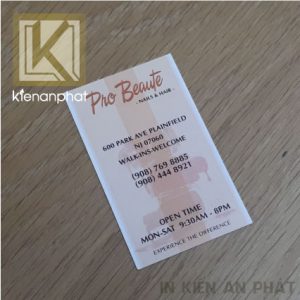 kienanphat
Pro Beauté
- NAILS & HAIR -
600 PARK AVE PLAINFIELD
NJ 07060
WALK-INS WELCOME
(908) 769 8885
(908) 444 8921
OPEN TIME
MON-SAT 9:30AM - 8PM
EXPERIENCE THE DIFFERENCE
IN KIEN AN PHAT